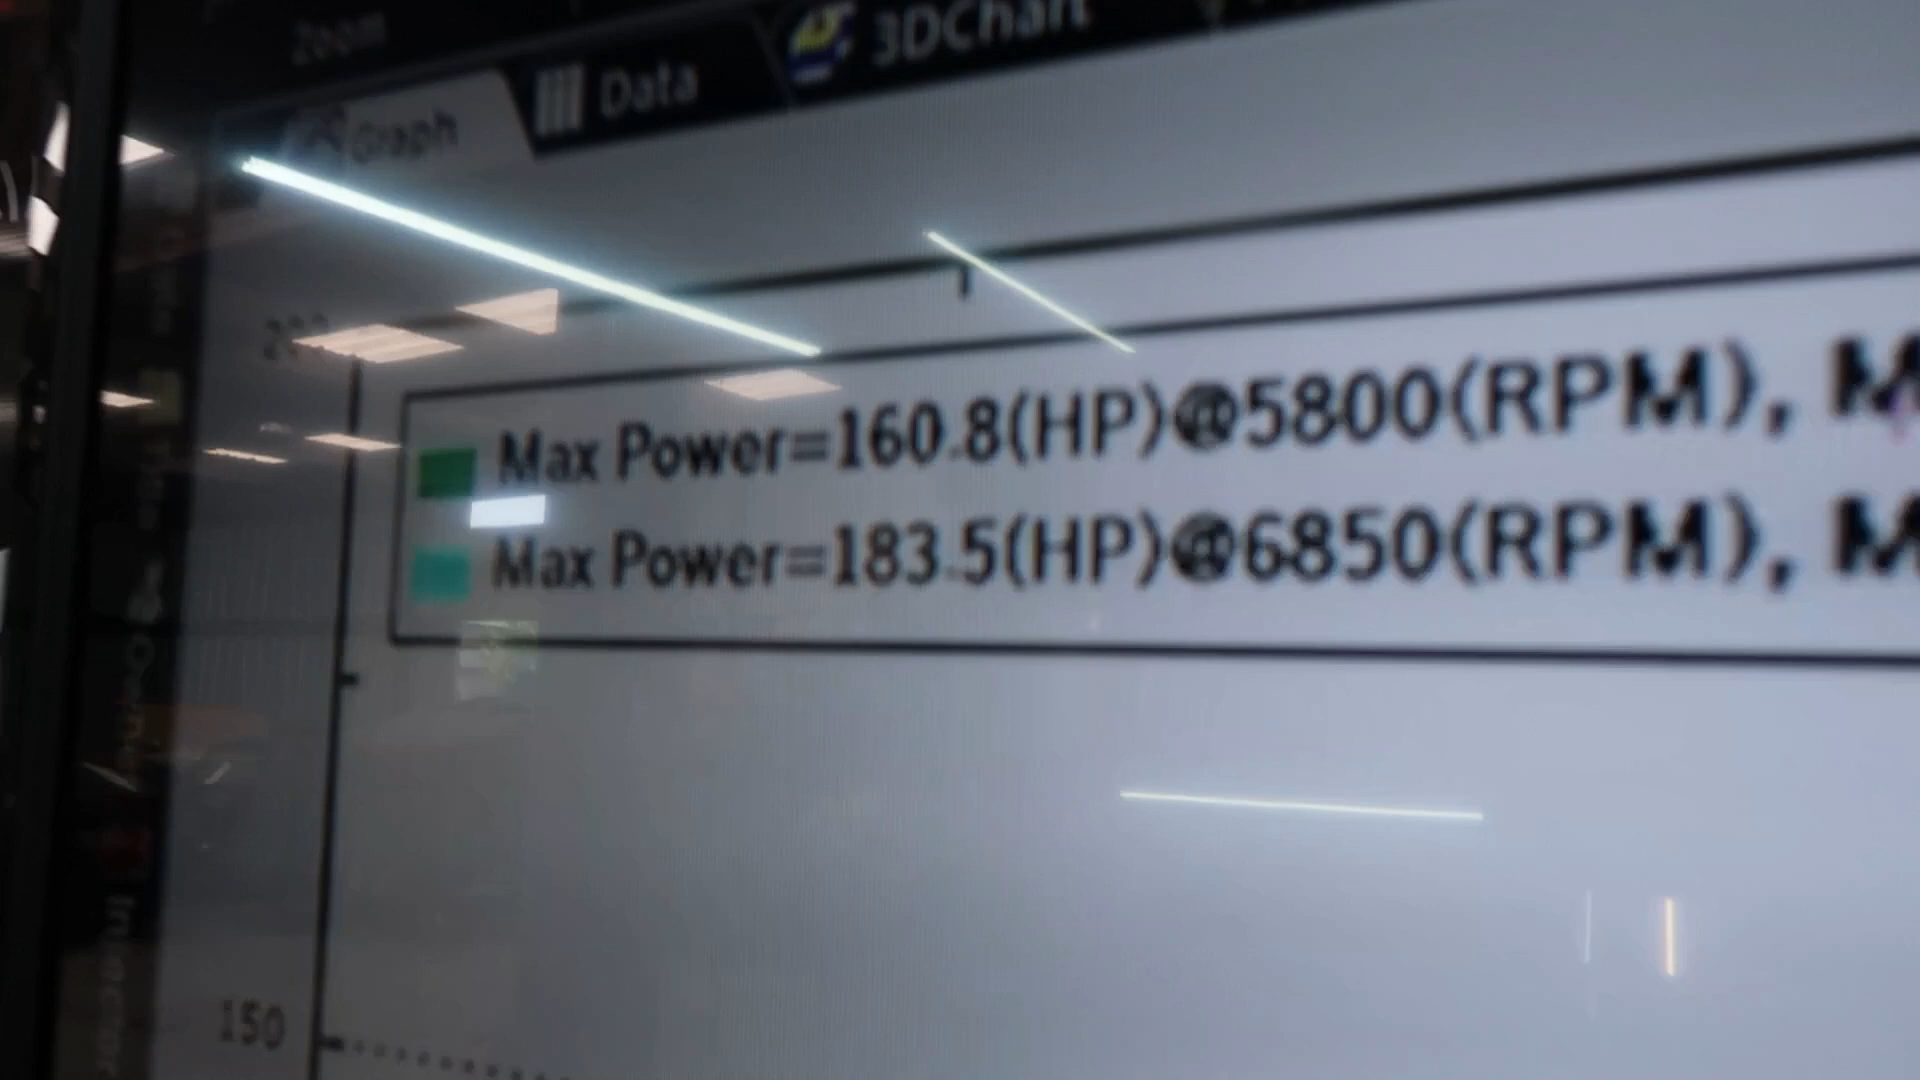 Zoom
Graph
Data
3DChart
Max Power=160.8(HP)@5800(RPM), M
Max Power=183.5(HP)@6850(RPM), M
150